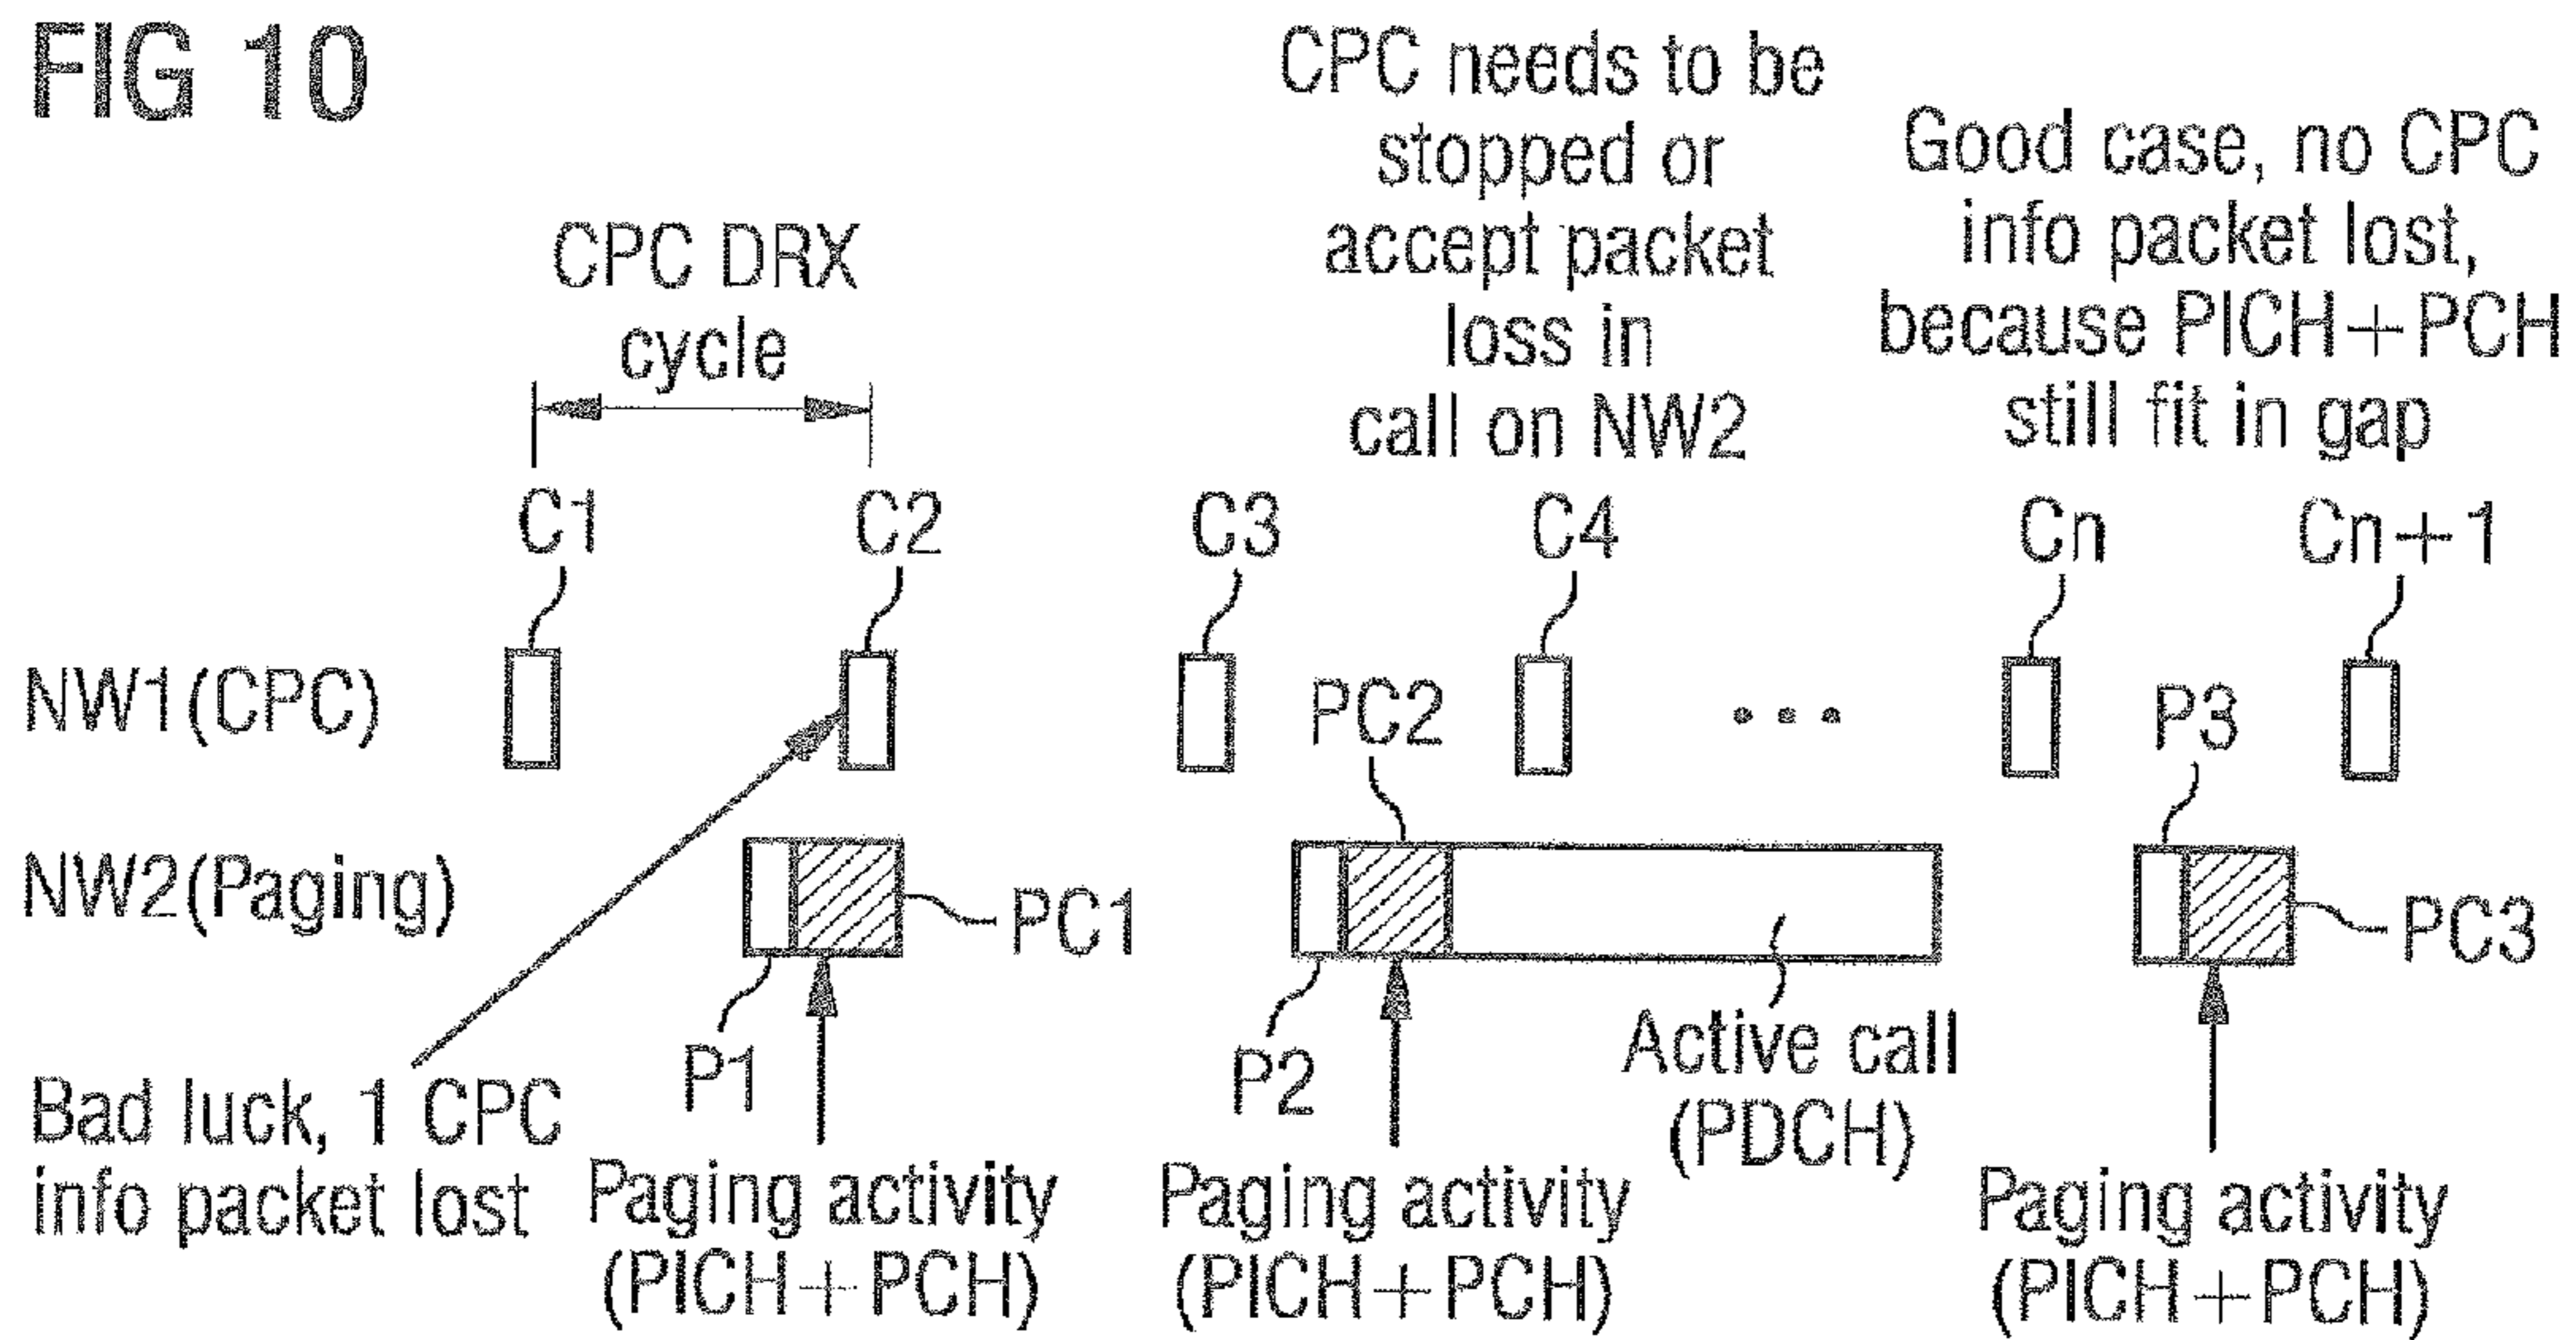 FIG 10
CPC DRX
cycle
CPC needs to be
stopped or
accept packet
loss in
call on NW2
Good case, no CPC
info packet lost,
because PICH+PCH
still fit in gap
C1
C2
C3
C4
Cn
Cn+1
NW1(CPC)
PC2
...
P3
NW2(Paging)
PC1
PC3
P1
P2
Active call
(PDCH)
Bad luck, 1 CPC
info packet lost
Paging activity
(PICH+PCH)
Paging activity
(PICH+PCH)
Paging activity
(PICH+PCH)